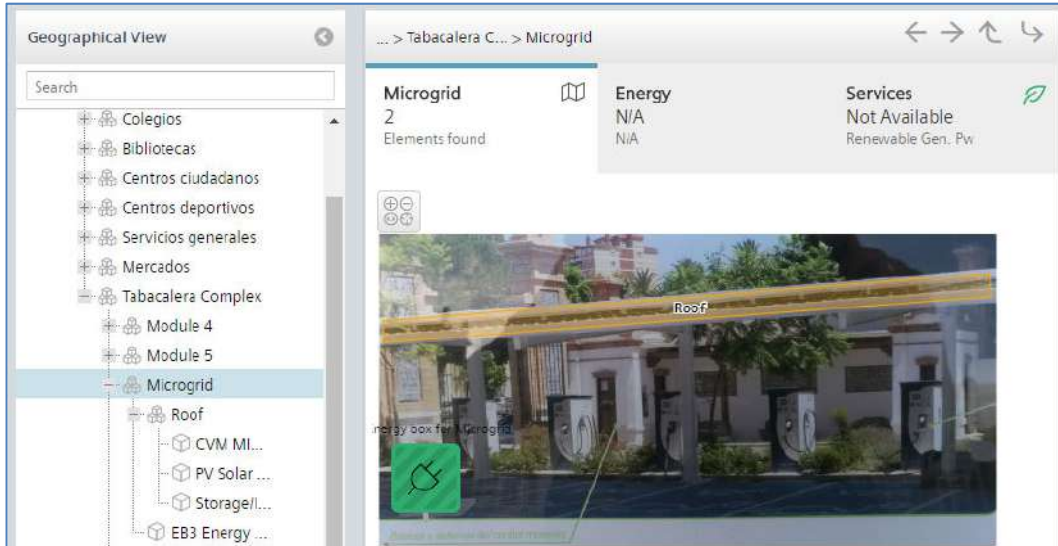 Geographical View
Search
Colegios
Bibliotecas
Centros ciudadanos
Centros deportivos
Servicios generales
Mercados
Tabacalera Complex
Module 4
Module 5
Microgrid
Roof
CVM MI...
PV Solar ...
Storage/I...
EB3 Energy ...
... > Tabacalera C... > Microgrid
Microgrid
2
Elements found
Energy
N/A
N/A
Services
Not Available
Renewable Gen. Pw
Roof
nergy box for Microgrid